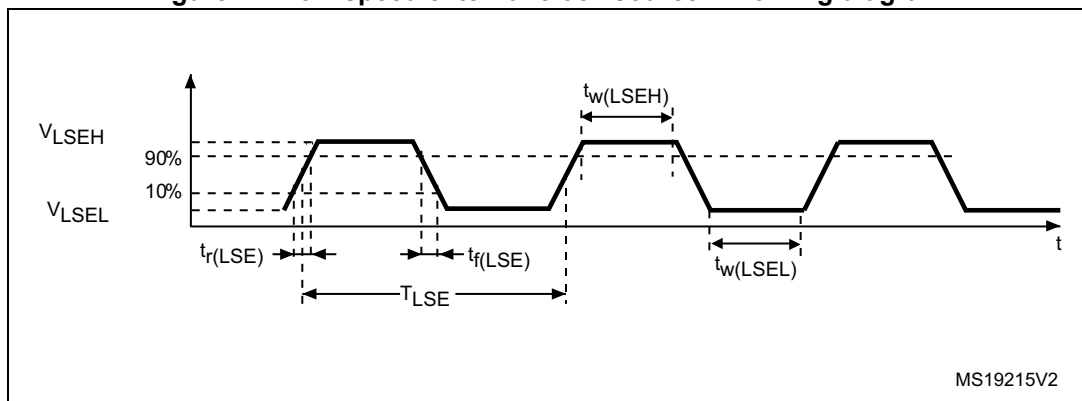 tw(LSEH)
VLSEH
90%
10%
VLSEL
t
tr(LSE)
tf(LSE)
tw(LSEL)
TLSE
MS19215V2